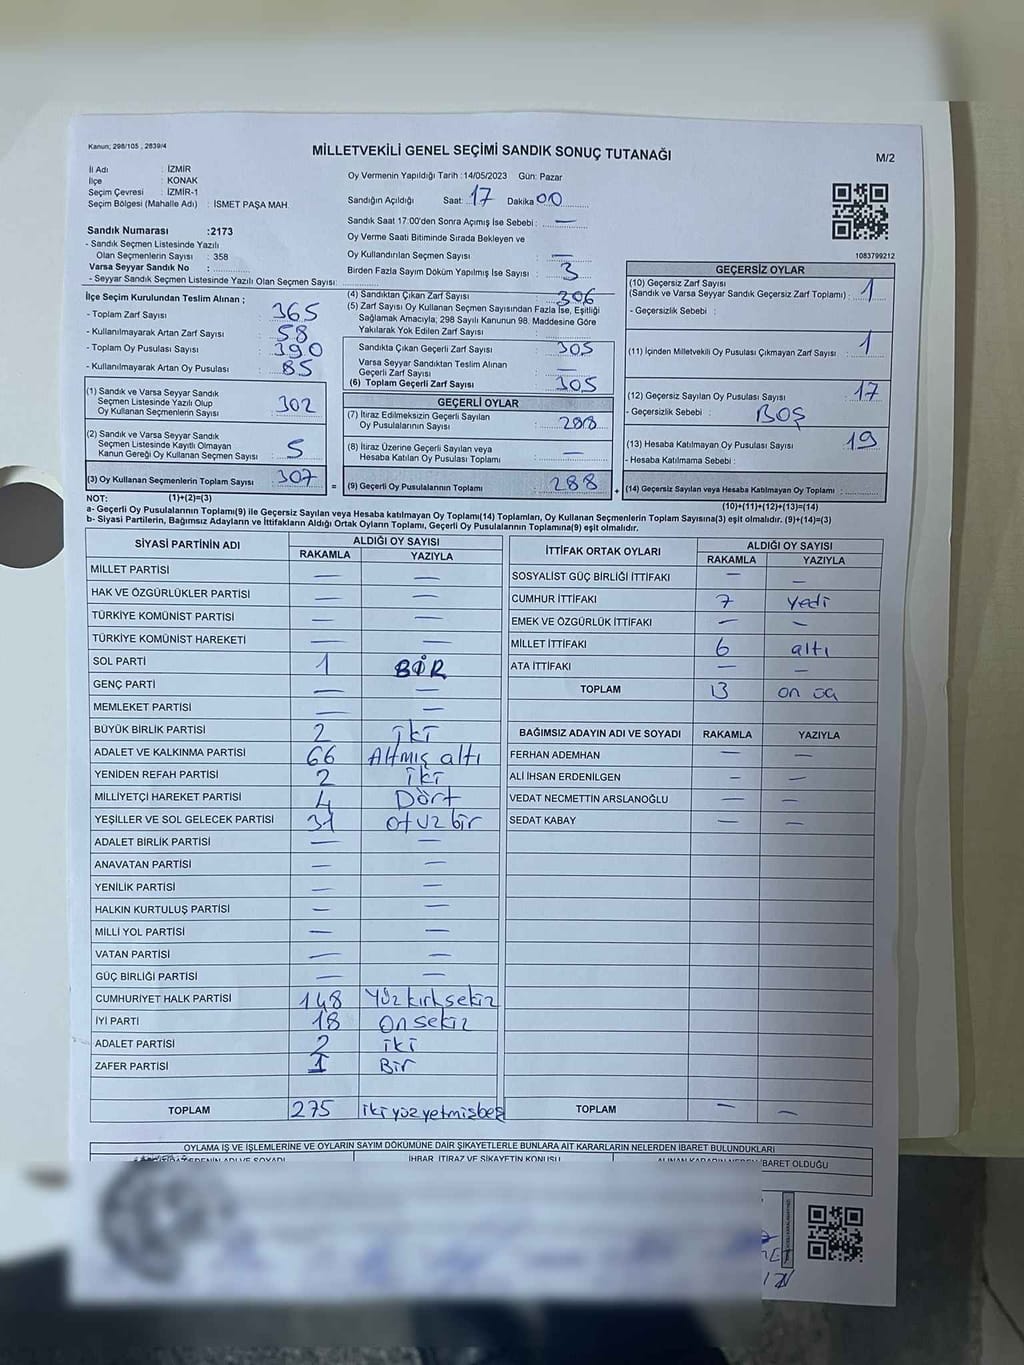 Kanun; 298/105 , 2839/4
MİLLETVEKİLİ GENEL SEÇİMİ SANDIK SONUÇ TUTANAĞI
M/2
İl Adı : İZMİR
İlçe : KONAK
Seçim Çevresi : İZMİR-1
Seçim Bölgesi (Mahalle Adı) : İSMET PAŞA MAH.
Sandık Numarası :2173
- Sandık Seçmen Listesinde Yazılı
Olan Seçmenlerin Sayısı : 358
Varsa Seyyar Sandık No :
- Seyyar Sandık Seçmen Listesinde Yazılı Olan Seçmen Sayısı:
Oy Vermenin Yapıldığı Tarih :14/05/2023 Gün: Pazar
Sandığın Açıldığı Saat: 17 Dakika 00
Sandık Saat 17:00'den Sonra Açımış İse Sebebi : —
Oy Verme Saati Bitiminde Sırada Bekleyen ve
Oy Kullandırılan Seçmen Sayısı : —
Birden Fazla Sayım Döküm Yapılmış İse Sayısı : 3
1083799212
İlçe Seçim Kurulundan Teslim Alınan ;
- Toplam Zarf Sayısı : 365
- Kullanılmayarak Artan Zarf Sayısı : 58
- Toplam Oy Pusulası Sayısı : 390
- Kullanılmayarak Artan Oy Pusulası : 85
(1) Sandık ve Varsa Seyyar Sandık
Seçmen Listesinde Yazılı Olup
Oy Kullanan Seçmenlerin Sayısı : 302
(2) Sandık ve Varsa Seyyar Sandık
Seçmen Listesinde Kayıtlı Olmayan
Kanun Gereği Oy Kullanan Seçmen Sayısı : 5
(3) Oy Kullanan Seçmenlerin Toplam Sayısı : 307
(4) Sandıktan Çıkan Zarf Sayısı : 306
(5) Zarf Sayısı Oy Kullanan Seçmen Sayısından Fazla İse, Eşitliği
Sağlamak Amacıyla; 298 Sayılı Kanunun 98. Maddesine Göre
Yakılarak Yok Edilen Zarf Sayısı :
Sandıkta Çıkan Geçerli Zarf Sayısı : 305
Varsa Seyyar Sandıktan Teslim Alınan
Geçerli Zarf Sayısı : —
(6) Toplam Geçerli Zarf Sayısı : 305
GEÇERLİ OYLAR
(7) İtiraz Edilmeksizin Geçerli Sayılan
Oy Pusulalarının Sayısı : 288
(8) İtiraz Üzerine Geçerli Sayılan veya
Hesaba Katılan Oy Pusulası Toplamı : —
= (9) Geçerli Oy Pusulalarının Toplamı : 288
GEÇERSİZ OYLAR
(10) Geçersiz Zarf Sayısı
(Sandık ve Varsa Seyyar Sandık Geçersiz Zarf Toplamı) : 1
- Geçersizlik Sebebi :
(11) İçinden Milletvekili Oy Pusulası Çıkmayan Zarf Sayısı : 1
(12) Geçersiz Sayılan Oy Pusulası Sayısı : 17
- Geçersizlik Sebebi : BOŞ
(13) Hesaba Katılmayan Oy Pusulası Sayısı : 19
- Hesaba Katılmama Sebebi :
+ (14) Geçersiz Sayılan veya Hesaba Katılmayan Oy Toplamı :
(10)+(11)+(12)+(13)=(14)
NOT: (1)+(2)=(3)
a- Geçerli Oy Pusulalarının Toplamı(9) ile Geçersiz Sayılan veya Hesaba katılmayan Oy Toplamı(14) Toplamları, Oy Kullanan Seçmenlerin Toplam Sayısına(3) eşit olmalıdır. (9)+(14)=(3)
b- Siyasi Partilerin, Bağımsız Adayların ve İttifakların Aldığı Ortak Oyların Toplamı, Geçerli Oy Pusulalarının Toplamına(9) eşit olmalıdır.
SİYASİ PARTİNİN ADI ALDIĞI OY SAYISI
RAKAMLA YAZIYLA
MİLLET PARTİSİ — —
HAK VE ÖZGÜRLÜKLER PARTİSİ — —
TÜRKİYE KOMÜNİST PARTİSİ — —
TÜRKİYE KOMÜNİST HAREKETİ — —
SOL PARTİ 1 BİR
GENÇ PARTİ — —
MEMLEKET PARTİSİ — —
BÜYÜK BİRLİK PARTİSİ 2 iki
ADALET VE KALKINMA PARTİSİ 66 Altmış altı
YENİDEN REFAH PARTİSİ 2 iki
MİLLİYETÇİ HAREKET PARTİSİ 4 Dört
YEŞİLLER VE SOL GELECEK PARTİSİ 31 otuz bir
ADALET BİRLİK PARTİSİ — —
ANAVATAN PARTİSİ — —
YENİLİK PARTİSİ — —
HALKIN KURTULUŞ PARTİSİ — —
MİLLİ YOL PARTİSİ — —
VATAN PARTİSİ — —
GÜÇ BİRLİĞİ PARTİSİ — —
CUMHURİYET HALK PARTİSİ 148 Yüz kırk sekiz
İYİ PARTİ 18 On sekiz
ADALET PARTİSİ 2 iki
ZAFER PARTİSİ 1 Bir
TOPLAM 275 iki yüz yetmişbeş
İTTİFAK ORTAK OYLARI ALDIĞI OY SAYISI
RAKAMLA YAZIYLA
SOSYALİST GÜÇ BİRLİĞİ İTTİFAKI — —
CUMHUR İTTİFAKI 7 yedi
EMEK VE ÖZGÜRLÜK İTTİFAKI — —
MİLLET İTTİFAKI 6 altı
ATA İTTİFAKI — —
TOPLAM 13 on üç
BAĞIMSIZ ADAYIN ADI VE SOYADI RAKAMLA YAZIYLA
FERHAN ADEMHAN — —
ALİ İHSAN ERDENİLGEN — —
VEDAT NECMETTİN ARSLANOĞLU — —
SEDAT KABAY — —
TOPLAM — —
OYLAMA İŞ VE İŞLEMLERİNE VE OYLARIN SAYIM DÖKÜMÜNE DAİR ŞİKAYETLERLE BUNLARA AİT KARARLARIN NELERDEN İBARET BULUNDUKLARI
İHBAR, İTİRAZ VE ŞİKAYETİN KONUSU
İBARET OLDUĞU